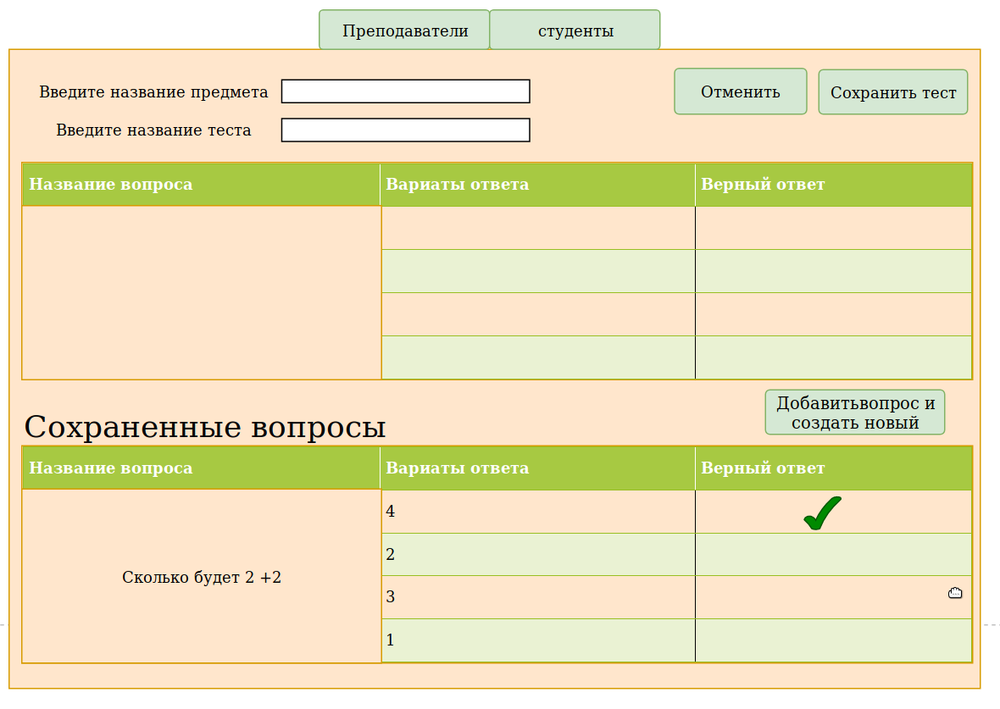 Преподаватели
студенты
Введите название предмета
Отменить
Сохранить тест
Введите название теста
Название вопроса
Вариаты ответа
Верный ответ
Добавитьвопрос и
создать новый
Сохраненные вопросы
Название вопроса
Вариаты ответа
Верный ответ
Сколько будет 2 +2
4
2
3
1